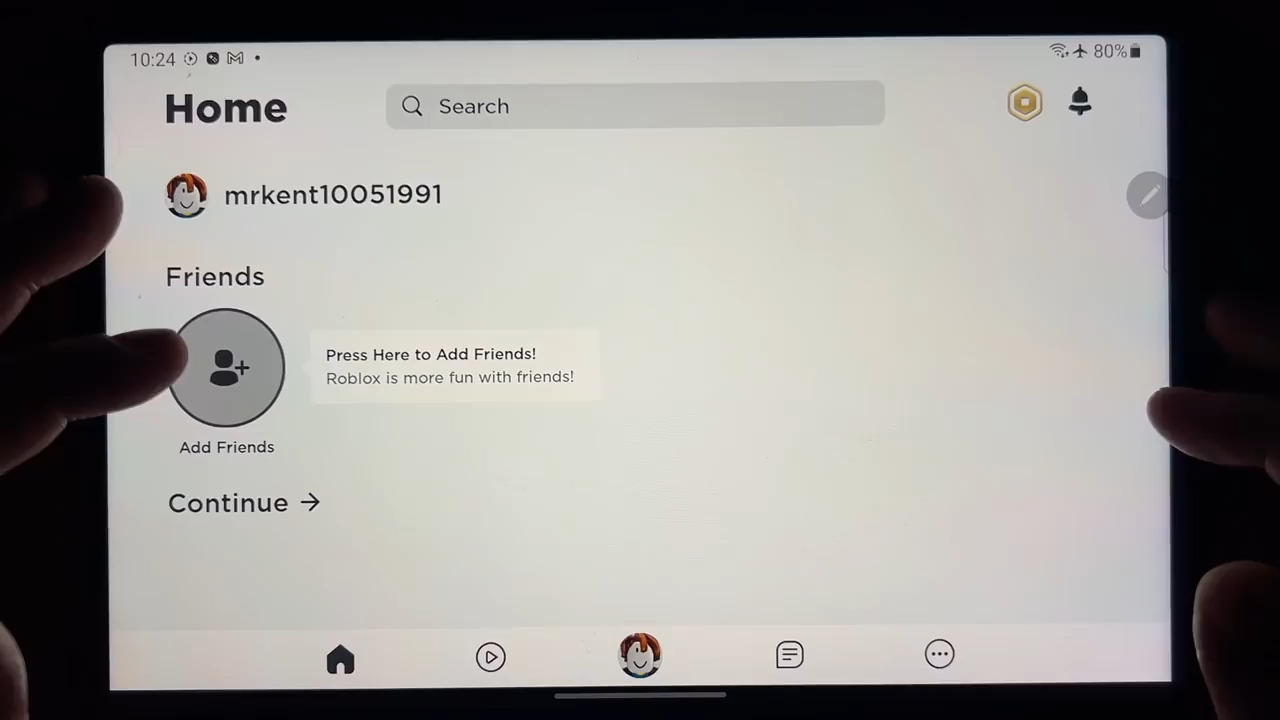 10:24
80%
Home
Search
mrkent10051991
Friends
Press Here to Add Friends!
Roblox is more fun with friends!
Add Friends
Continue →